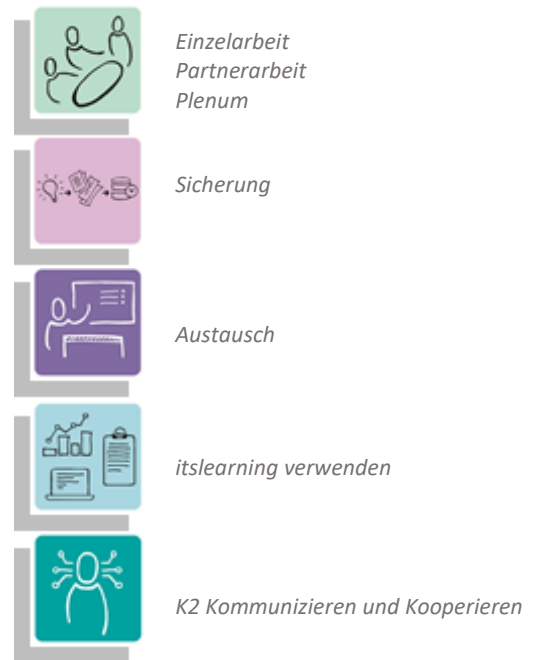 Einzelarbeit
Partnerarbeit
Plenum
Sicherung
Austausch
itslearning verwenden
K2 Kommunizieren und Kooperieren